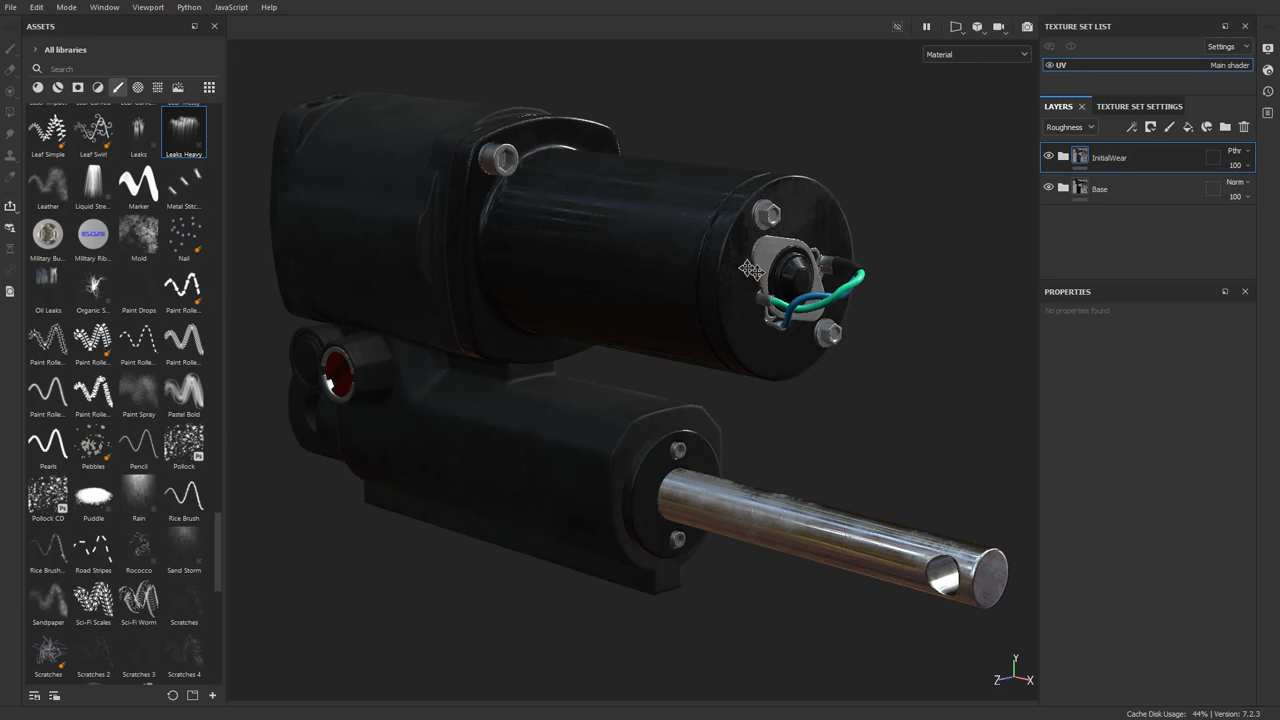 File Edit Mode Window Viewport Python JavaScript Help
ASSETS
All libraries
Search
Leaf Simple Leaf Swirl Leaks Leaks Heavy
Leather Liquid Stre... Marker Metal Stitc...
Military Bu... Military Rib... Mold Nail
Oil Leaks Organic S... Paint Drops Paint Rolle...
Paint Rolle... Paint Rolle... Paint Rolle... Paint Rolle...
Paint Rolle... Paint Rolle... Paint Spray Pastel Bold
Pearls Pebbles Pencil Pollock
Pollock CD Puddle Rain Rice Brush
Rice Brush... Road Stripes Rococco Sand Storm
Sandpaper Sci-Fi Scales Sci-Fi Worm Scratches
Scratches Scratches 2 Scratches 3 Scratches 4
Material
Y
Z X
TEXTURE SET LIST
Settings
UV Main shader
LAYERS TEXTURE SET SETTINGS
Roughness
InitialWear Pthr
100
Base Norm
100
PROPERTIES
No properties found
Cache Disk Usage: 44% | Version: 7.2.3